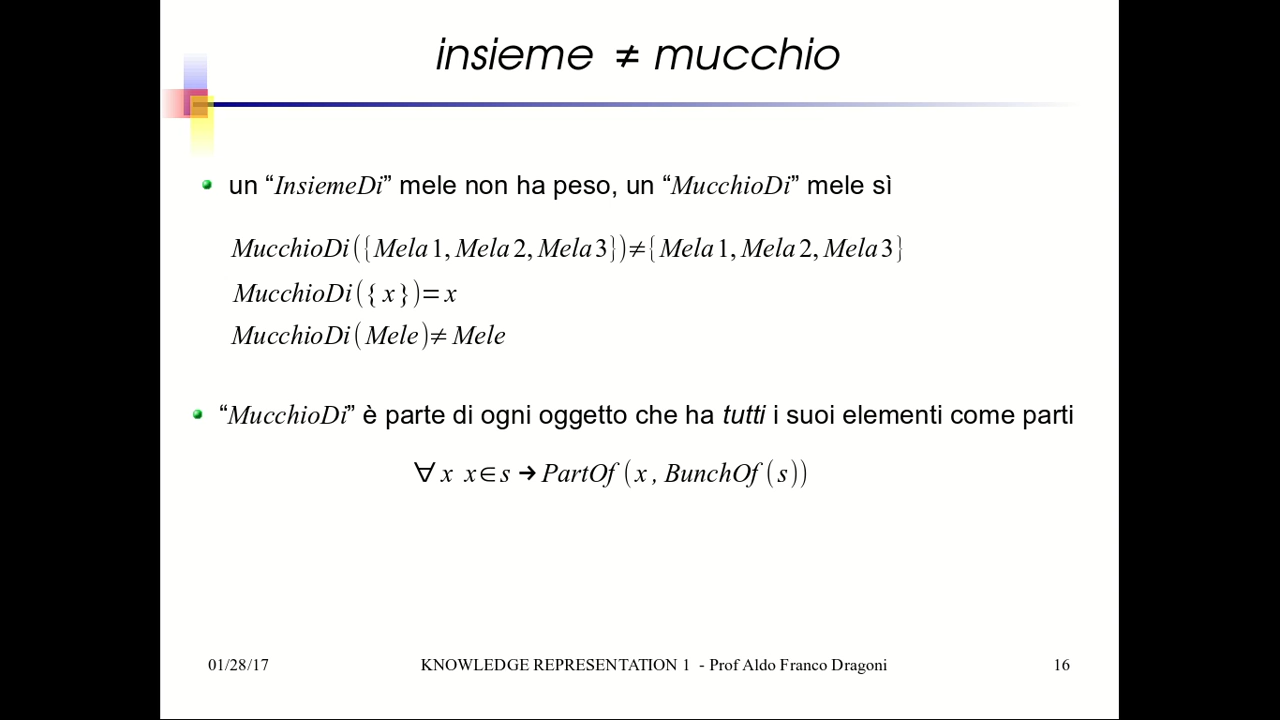 insieme ≠ mucchio
un “InsiemeDi” mele non ha peso, un “MucchioDi” mele sì
MucchioDi({Mela1, Mela2, Mela3})≠{Mela1, Mela2, Mela3}
MucchioDi({x})=x
MucchioDi(Mele)≠Mele
“MucchioDi” è parte di ogni oggetto che ha tutti i suoi elementi come parti
∀x x∈s → PartOf(x, BunchOf(s))
01/28/17 KNOWLEDGE REPRESENTATION 1 - Prof Aldo Franco Dragoni 16